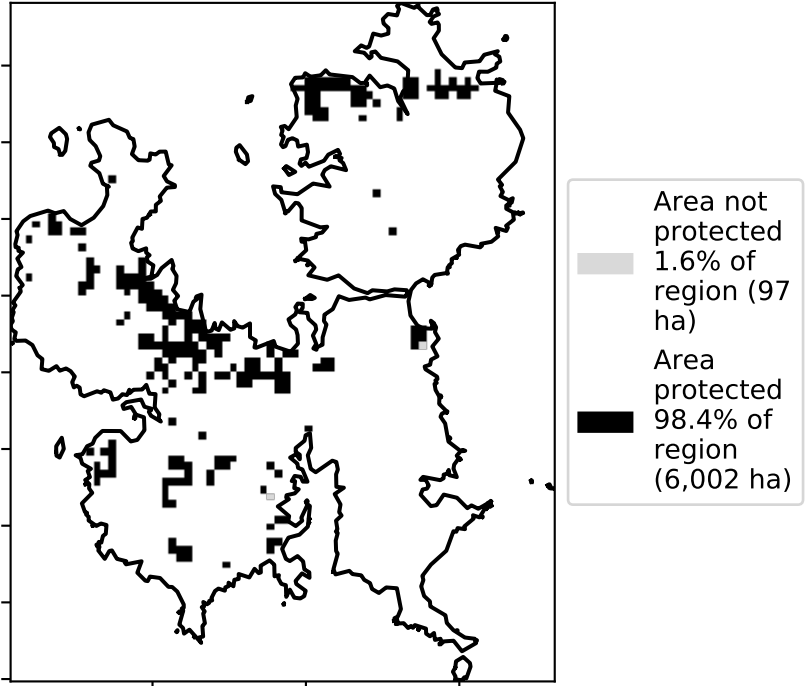 Area not
protected
1.6% of
region (97
ha)
Area
protected
98.4% of
region
(6,002 ha)